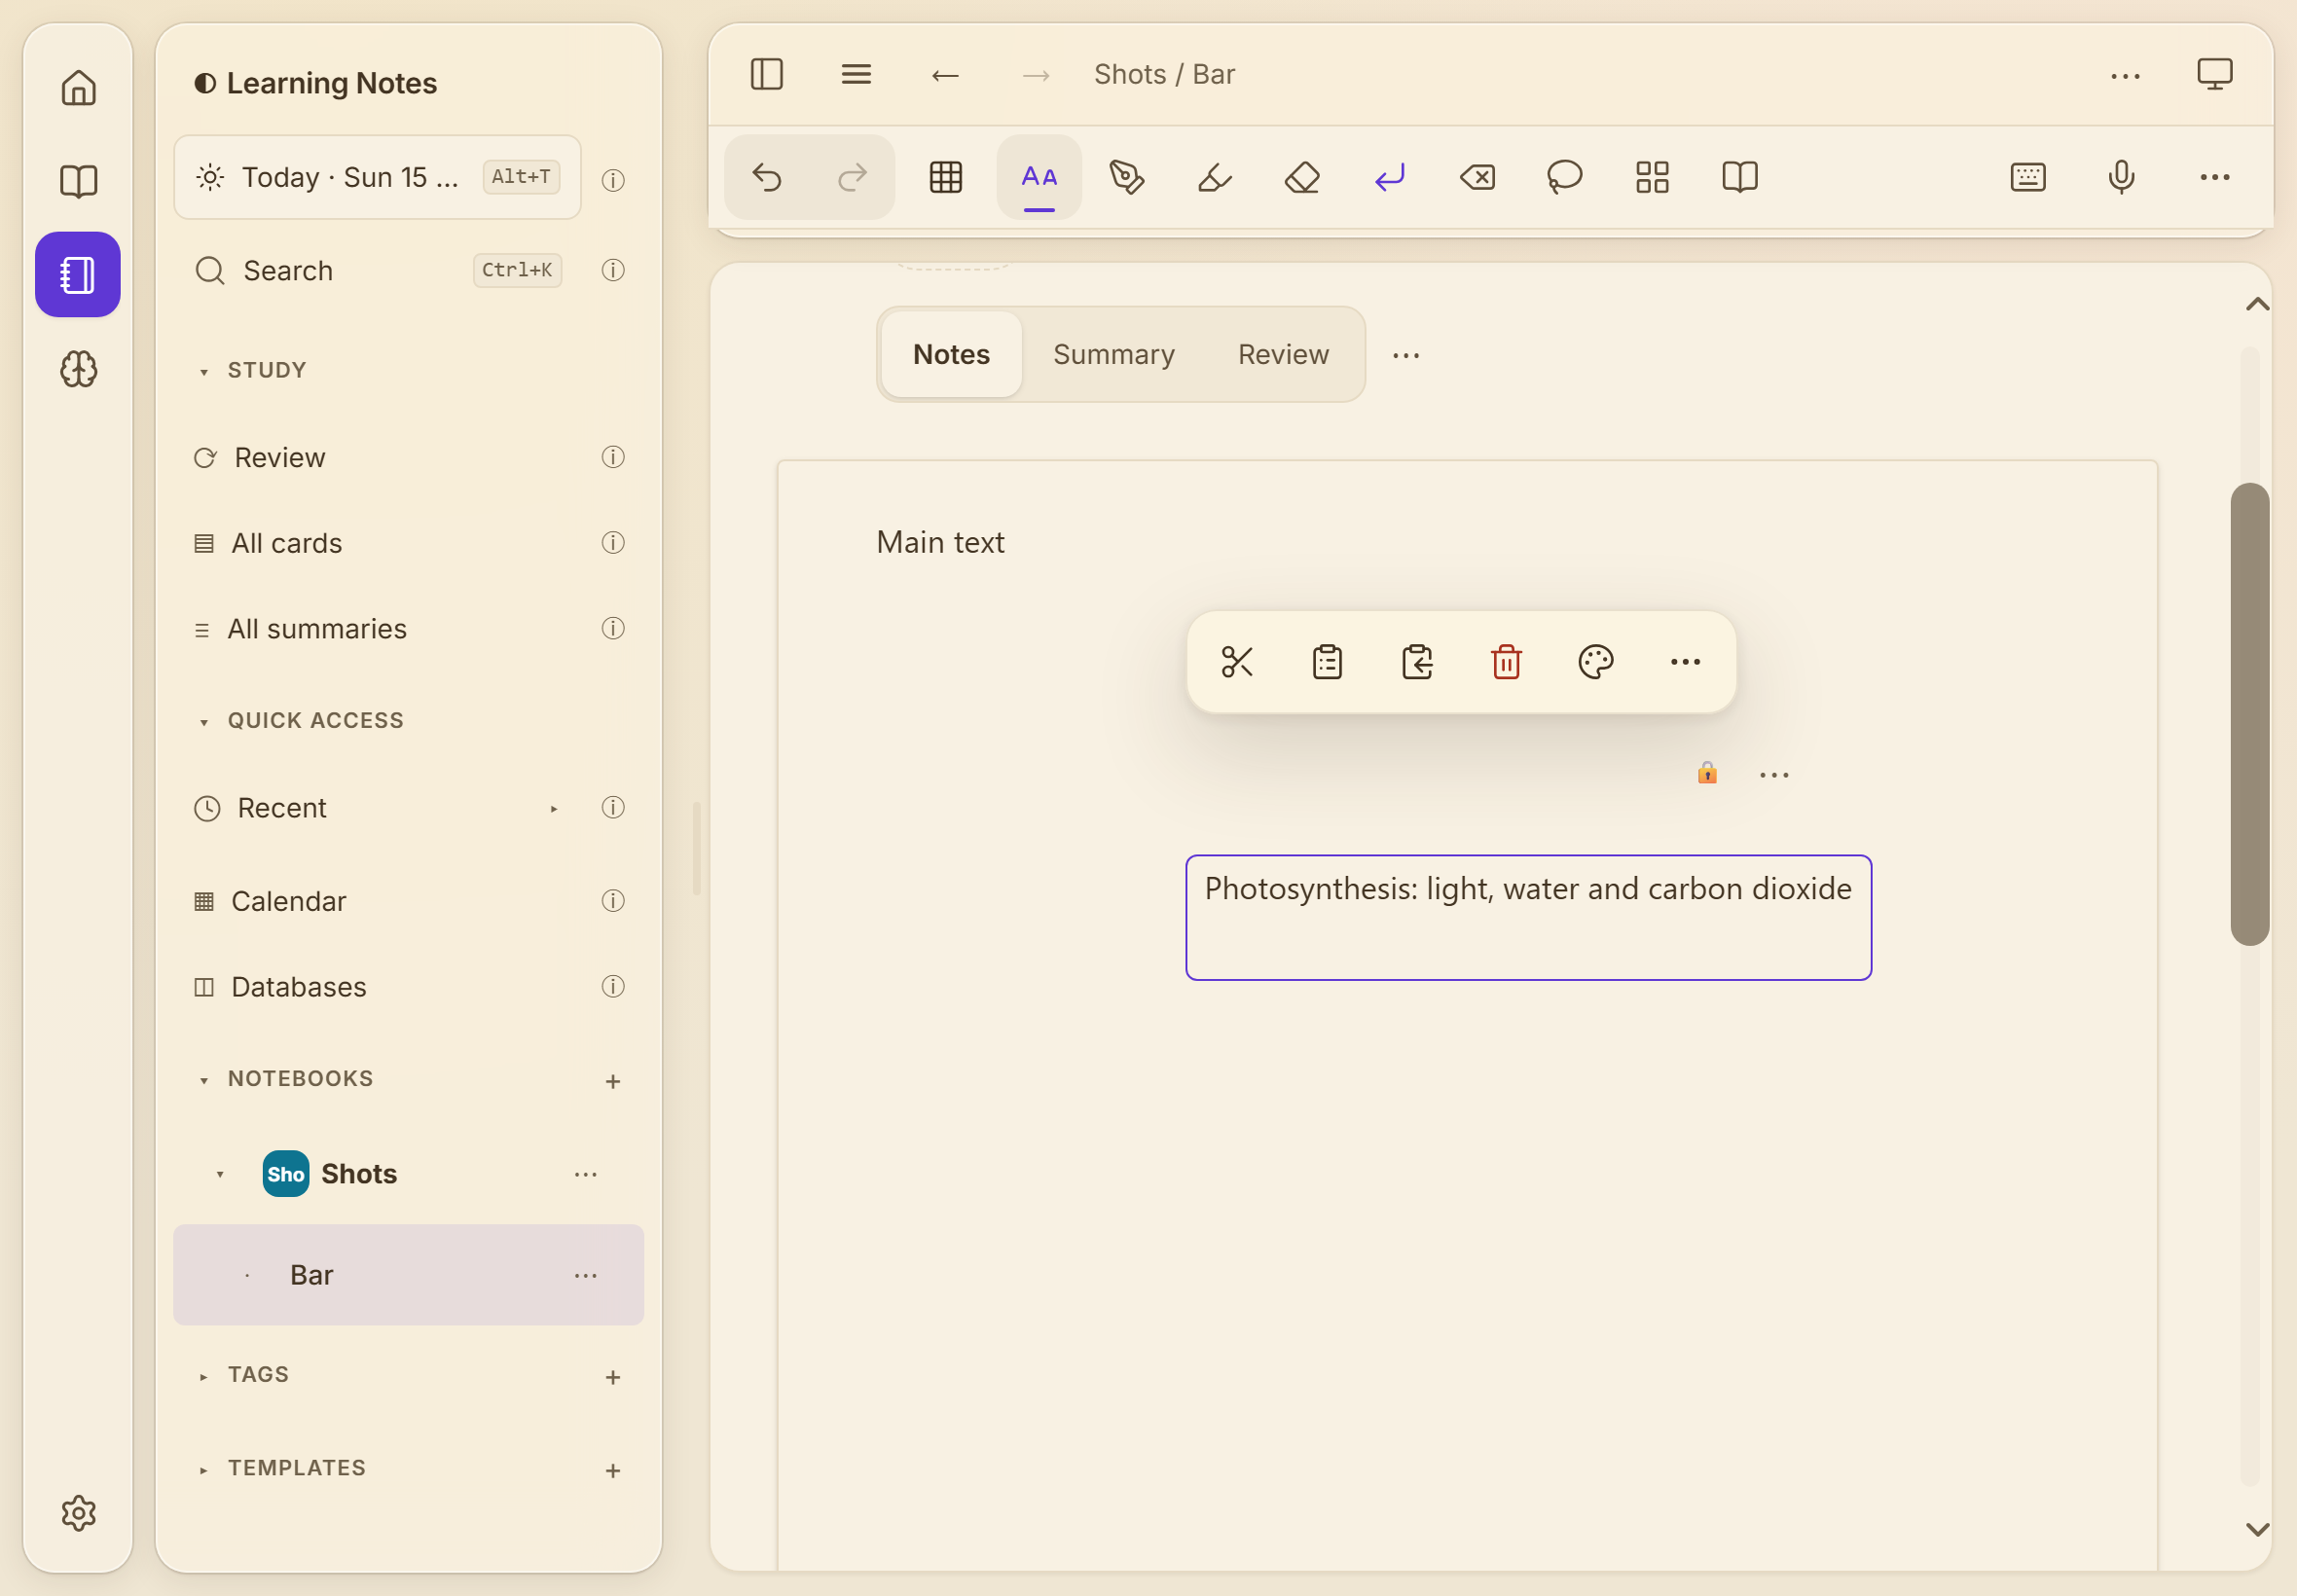 Learning Notes
Today · Sun 15 ... Alt+T
Search Ctrl+K
STUDY
Review
All cards
All summaries
QUICK ACCESS
Recent
Calendar
Databases
NOTEBOOKS
Sho Shots
Bar
TAGS
TEMPLATES
Shots / Bar
Notes Summary Review
Main text
Photosynthesis: light, water and carbon dioxide